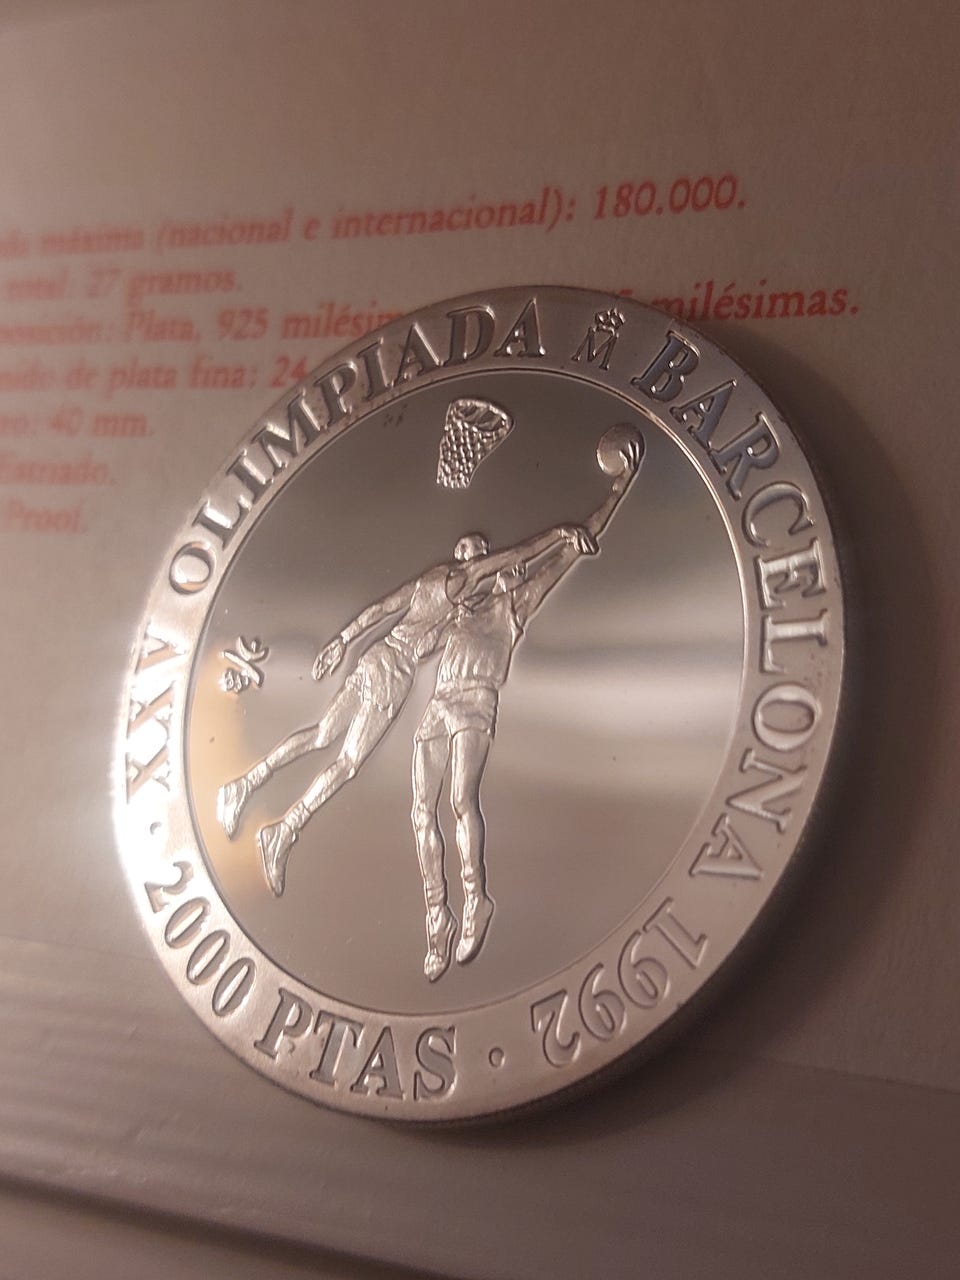 máxima (nacional e internacional): 180.000.
total: 27 gramos.
Plata, 925 milésim milésimas.
de plata fina: 24
40 mm.
Proof.
XXV OLIMPIADA M BARCELONA 1992
· 2000 PTAS ·